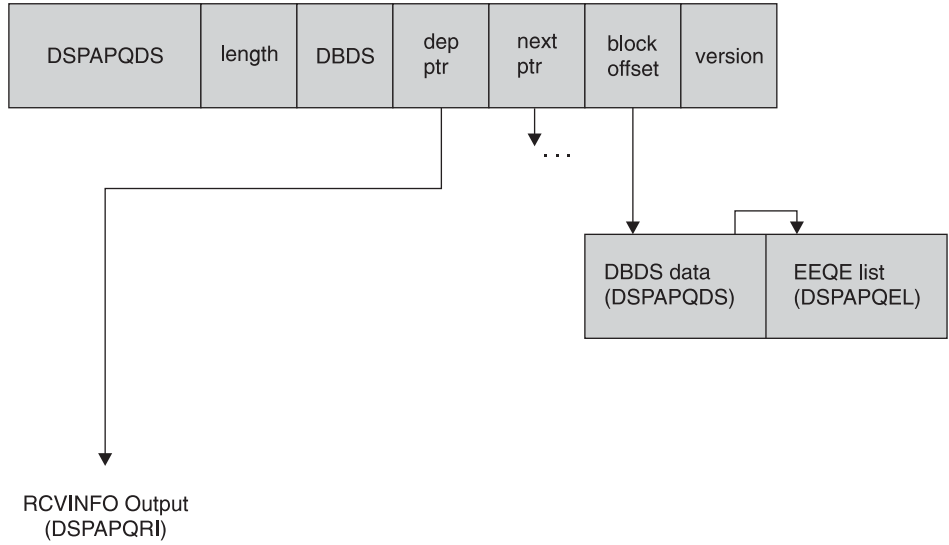 DSPAPQDS length DBDS dep ptr next ptr block offset version
. . .
DBDS data
(DSPAPQDS)
EEQE list
(DSPAPQEL)
RCVINFO Output
(DSPAPQRI)